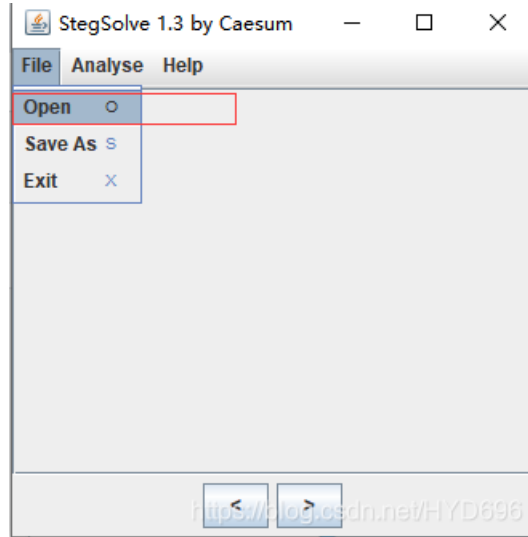 StegSolve 1.3 by Caesum
File Analyse Help
Open O
Save As S
Exit X
< >
https://blog.csdn.net/HYD696